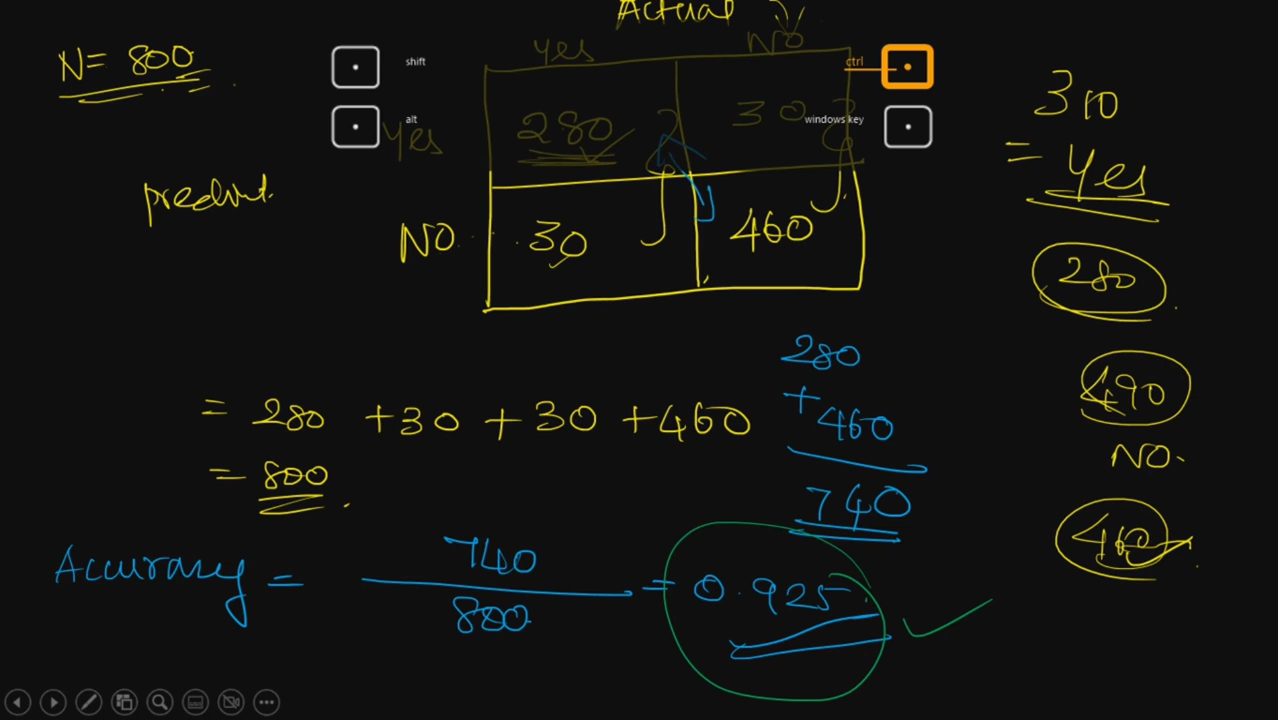 Actual
N= 800
yes NO
shift
ctrl
310
alt
yes 280 30
windows key
= yes
NO 30 460
280
280
490
+460
= 280 +30 + 30 +460
NO.
= 800
740
460
Accuracy = 740 / 800 = 0.925